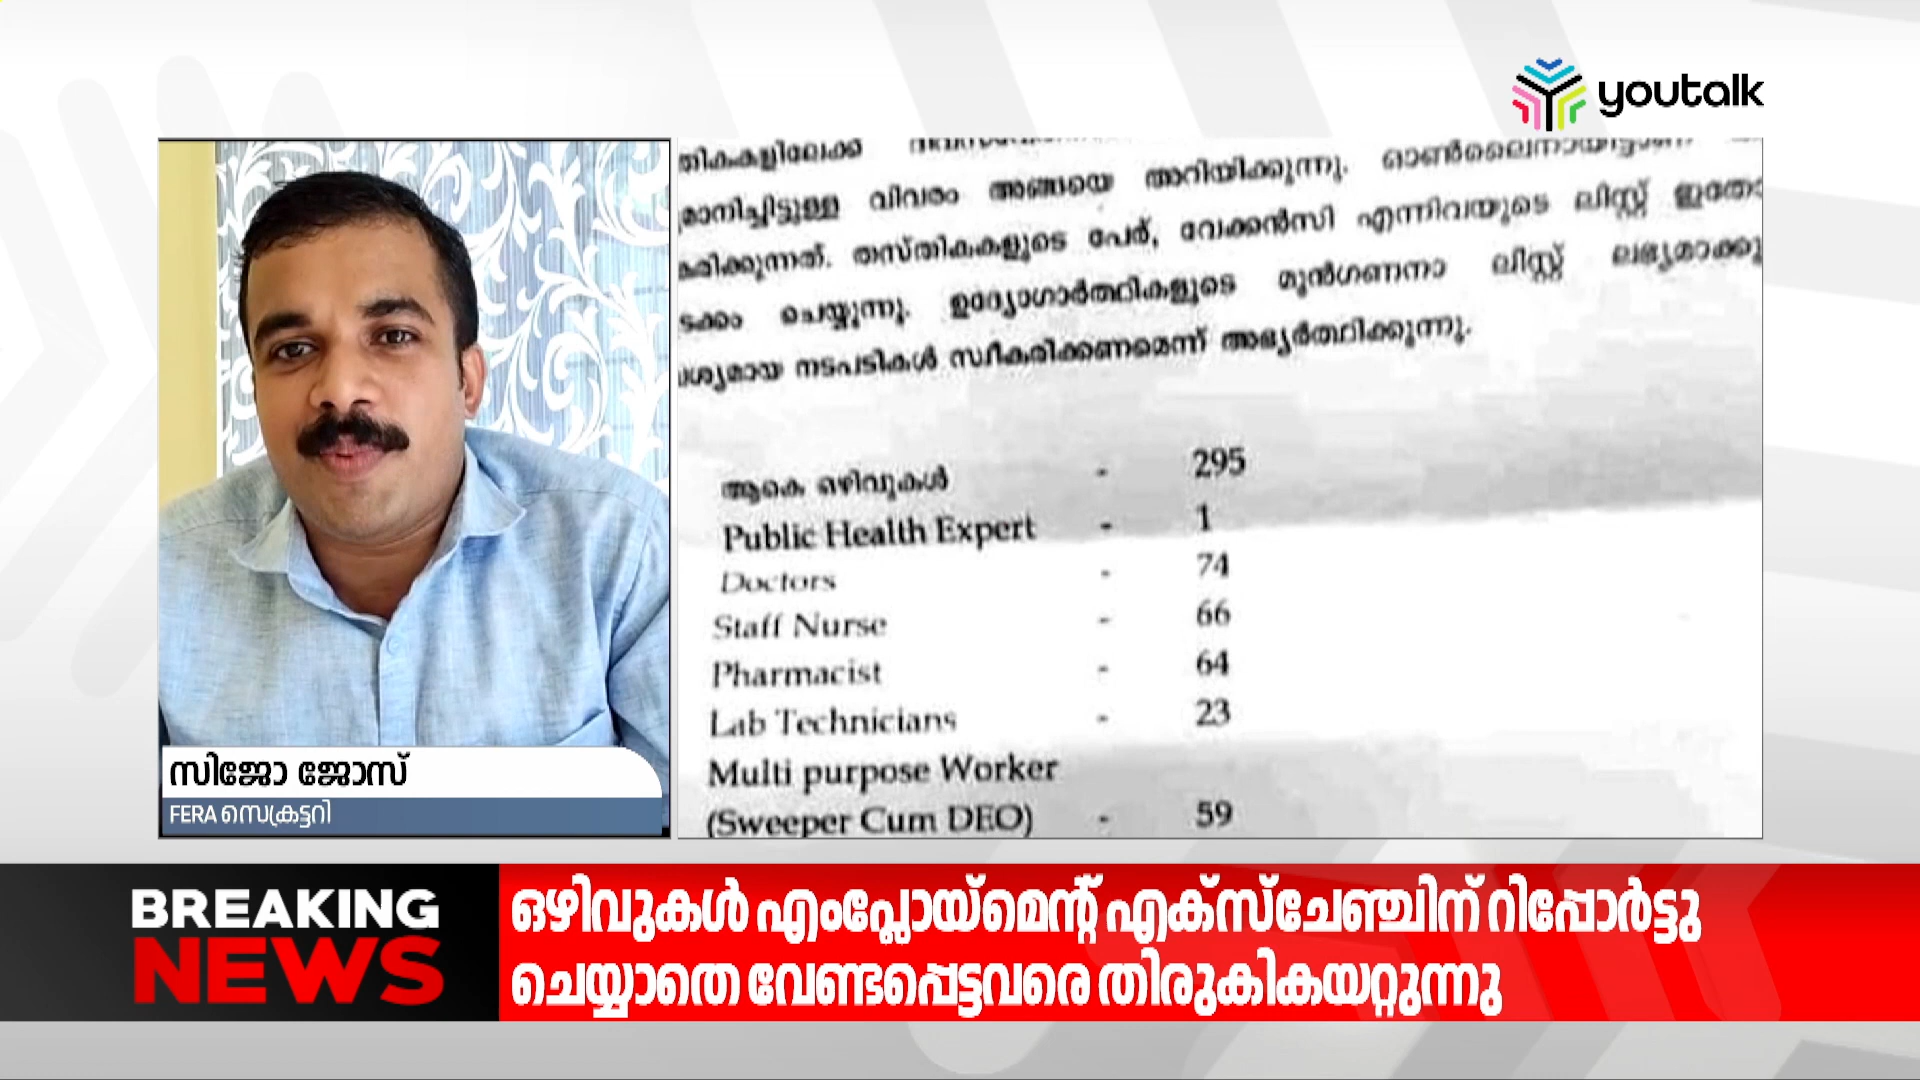 youtalk
തികകളിലേക്ക്
മാനിച്ചിട്ടുള്ള വിവരം അങ്ങയെ അറിയിക്കുന്നു. ഓൺലൈനായിട്ടാണ്
കരിക്കുന്നത്. തസ്തികകളുടെ പേര്, വേക്കൻസി എന്നിവയുടെ ലിസ്റ്റ് ഇതോ
ടക്കം ചെയ്യുന്നു. ഉദ്യോഗാർത്ഥികളുടെ മുൻഗണനാ ലിസ്റ്റ് ലഭ്യമാക്കു
ശ്യമായ നടപടികൾ സ്വീകരിക്കണമെന്ന് അഭ്യർത്ഥിക്കുന്നു.
ആകെ ഒഴിവുകൾ - 295
Public Health Expert - 1
Doctors - 74
Staff Nurse - 66
Pharmacist - 64
Lab Technicians - 23
Multi purpose Worker
(Sweeper Cum DEO) - 59
സിജോ ജോസ്
FERA സെക്രട്ടറി
BREAKING
NEWS
ഒഴിവുകൾ എംപ്ലോയ്മെന്റ് എക്സ്ചേഞ്ചിന് റിപ്പോർട്ടു
ചെയ്യാതെ വേണ്ടപ്പെട്ടവരെ തിരുകികയറ്റുന്നു